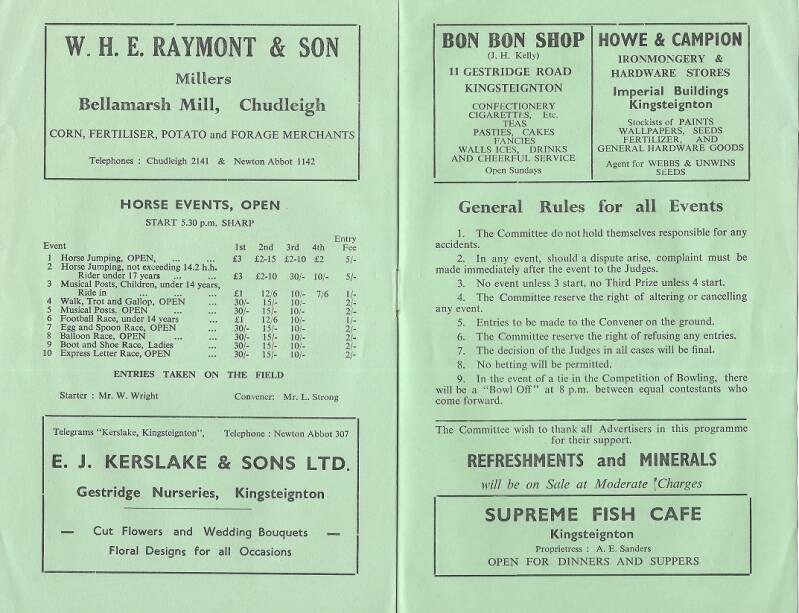 W. H. E. RAYMONT & SON
Millers
Bellamarsh Mill, Chudleigh
CORN, FERTILISER, POTATO and FORAGE MERCHANTS
Telephones : Chudleigh 2141 & Newton Abbot 1142
HORSE EVENTS, OPEN
START 5.30 p.m. SHARP
Event 1st 2nd 3rd 4th Entry Fee
1 Horse Jumping, OPEN, ... ... £3 £2-15 £2-10 £2 5/-
2 Horse Jumping, not exceeding 14.2 h.h.
Rider under 17 years ... ... £3 £2-10 30/- 10/- 5/-
3 Musical Posts, Children, under 14 years,
Ride in ... ... ... £1 12/6 10/- 7/6 1/-
4 Walk, Trot and Gallop, OPEN ... 30/- 15/- 10/- 2/-
5 Musical Posts, OPEN ... ... 30/- 15/- 10/- 2/-
6 Football Race, under 14 years ... £1 12/6 10/- 1/-
7 Egg and Spoon Race, OPEN ... 30/- 15/- 10/- 2/-
8 Balloon Race, OPEN ... ... 30/- 15/- 10/- 2/-
9 Boot and Shoe Race, Ladies ... 30/- 15/- 10/- 2/-
10 Express Letter Race, OPEN ... 30/- 15/- 10/- 2/-
ENTRIES TAKEN ON THE FIELD
Starter : Mr. W. Wright Convener: Mr. L. Strong
Telegrams "Kerslake, Kingsteignton", Telephone : Newton Abbot 307
E. J. KERSLAKE & SONS LTD.
Gestridge Nurseries, Kingsteignton
— Cut Flowers and Wedding Bouquets —
Floral Designs for all Occasions
BON BON SHOP
(J. H. Kelly)
11 GESTRIDGE ROAD
KINGSTEIGNTON
CONFECTIONERY
CIGARETTES, Etc.
TEAS
PASTIES, CAKES
FANCIES
WALLS ICES, DRINKS
AND CHEERFUL SERVICE
Open Sundays
HOWE & CAMPION
IRONMONGERY &
HARDWARE STORES
Imperial Buildings
Kingsteignton
Stockists of PAINTS
WALLPAPERS, SEEDS
FERTILIZER, AND
GENERAL HARDWARE GOODS
Agent for WEBBS & UNWINS
SEEDS
General Rules for all Events
1. The Committee do not hold themselves responsible for any
accidents.
2. In any event, should a dispute arise, complaint must be
made immediately after the event to the Judges.
3. No event unless 3 start, no Third Prize unless 4 start.
4. The Committee reserve the right of altering or cancelling
any event.
5. Entries to be made to the Convener on the ground.
6. The Committee reserve the right of refusing any entries.
7. The decision of the Judges in all cases will be final.
8. No betting will be permitted.
9. In the event of a tie in the Competition of Bowling, there
will be a "Bowl Off" at 8 p.m. between equal contestants who
come forward.
The Committee wish to thank all Advertisers in this programme
for their support.
REFRESHMENTS and MINERALS
will be on Sale at Moderate Charges
SUPREME FISH CAFE
Kingsteignton
Proprietress : A. E. Sanders
OPEN FOR DINNERS AND SUPPERS